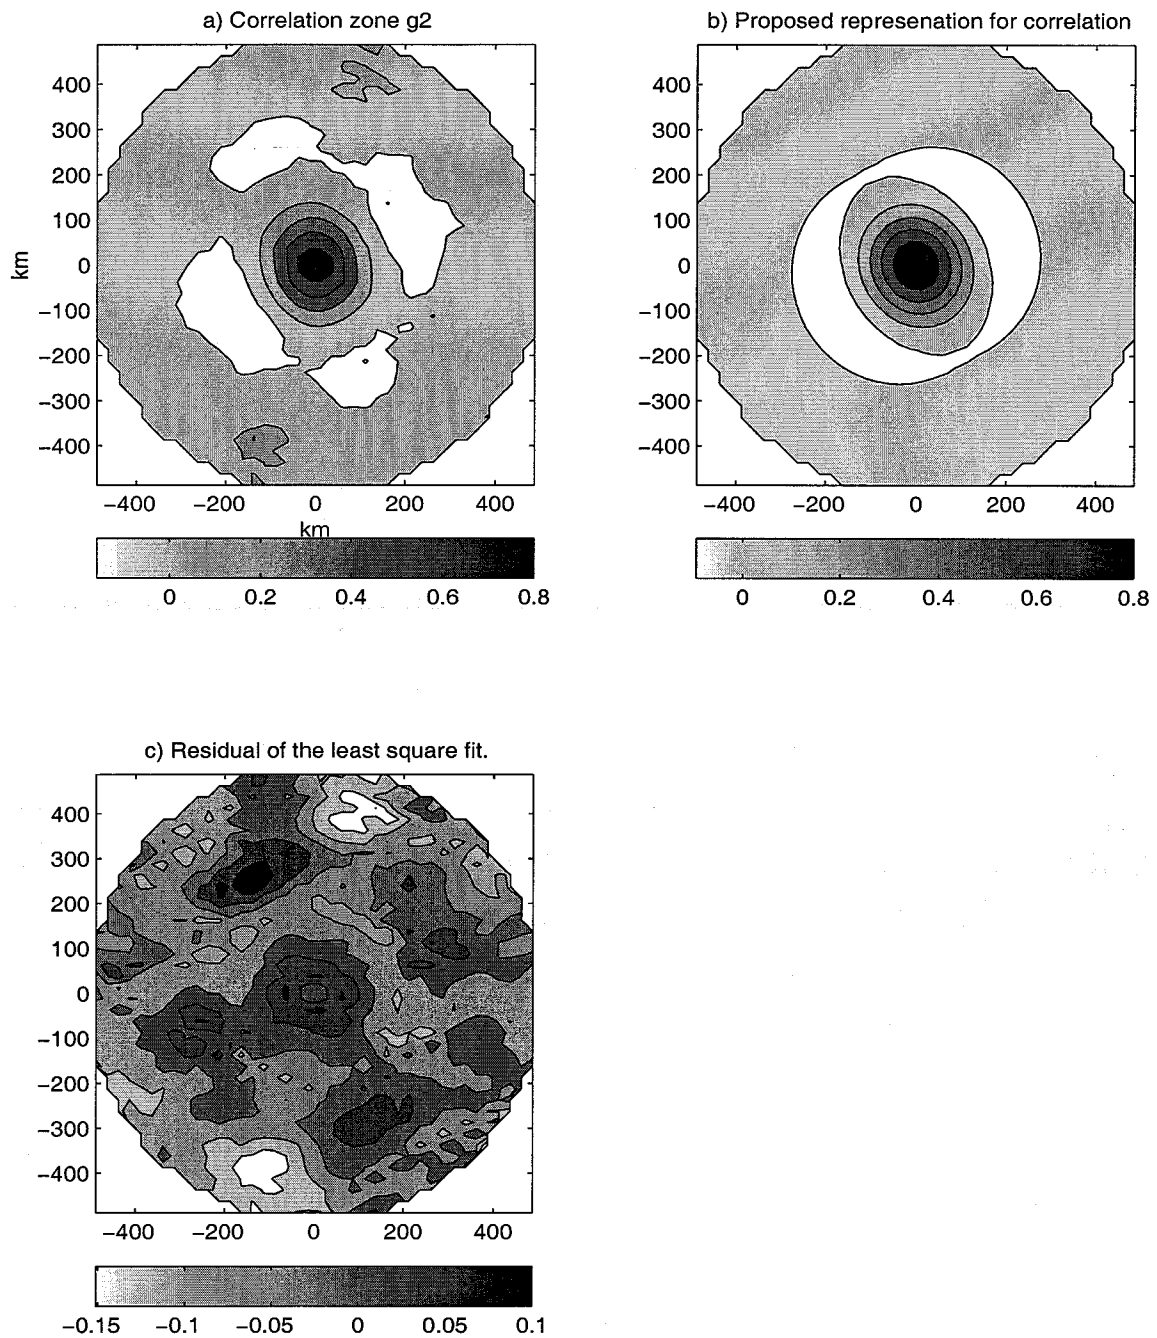 a) Correlation zone g2
b) Proposed represenation for correlation
400
300
200
100
0
−100
−200
−300
−400
km
−400 −200 0 200 400
km
0 0.2 0.4 0.6 0.8
400
300
200
100
0
−100
−200
−300
−400
−400 −200 0 200 400
0 0.2 0.4 0.6 0.8
c) Residual of the least square fit.
400
300
200
100
0
−100
−200
−300
−400
−400 −200 0 200 400
−0.15 −0.1 −0.05 0 0.05 0.1